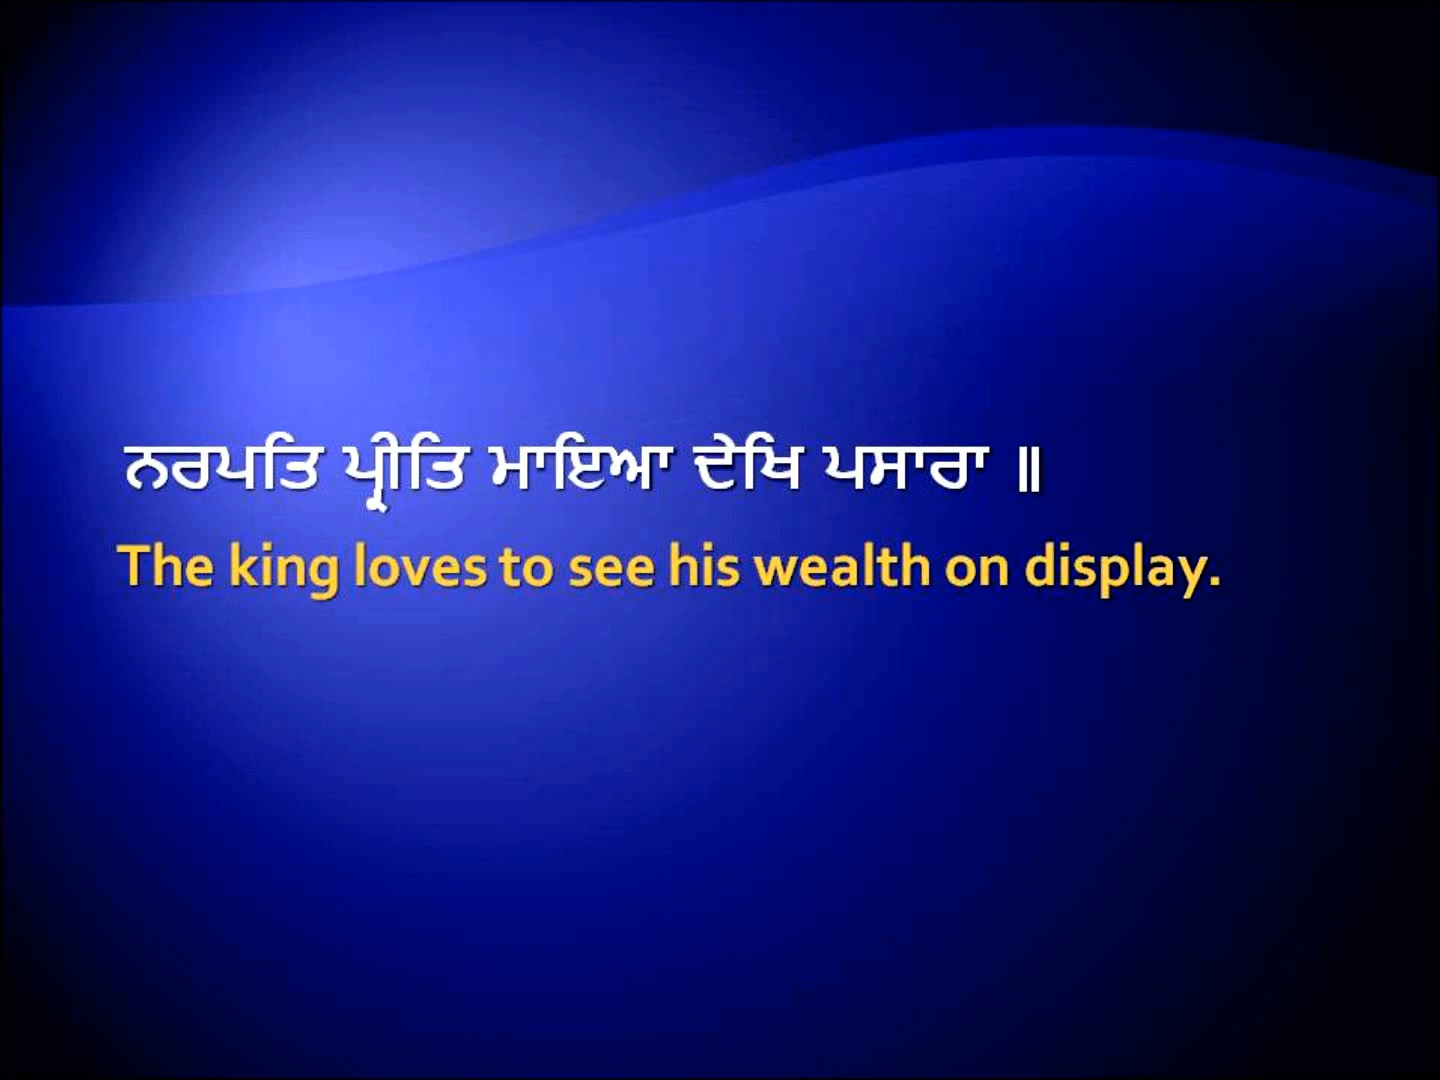 ਨਰਪਤਿ ਪ੍ਰੀਤਿ ਮਾਇਆ ਦੇਖਿ ਪਸਾਰਾ ॥
The king loves to see his wealth on display.